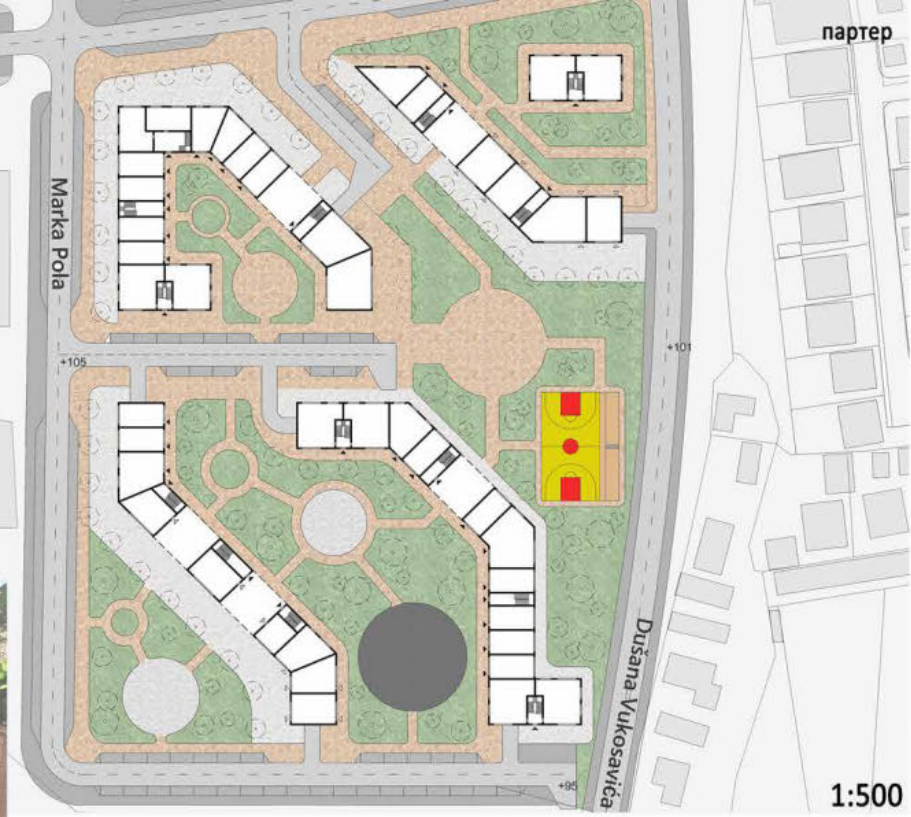 партер
Marka Pola
+105
+101
Dušana Vukosavića
+95
1:500